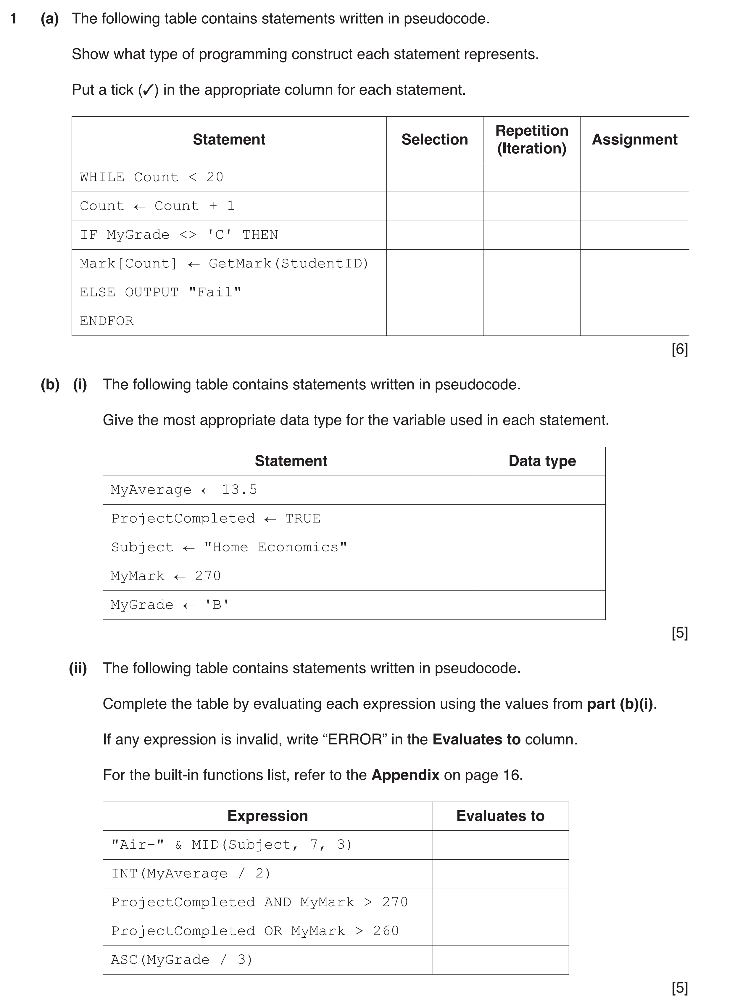 1 (a) The following table contains statements written in pseudocode.
Show what type of programming construct each statement represents.
Put a tick (✓) in the appropriate column for each statement.
Statement Selection Repetition (Iteration) Assignment
WHILE Count < 20
Count ← Count + 1
IF MyGrade <> 'C' THEN
Mark[Count] ← GetMark(StudentID)
ELSE OUTPUT "Fail"
ENDFOR
[6]
(b) (i) The following table contains statements written in pseudocode.
Give the most appropriate data type for the variable used in each statement.
Statement Data type
MyAverage ← 13.5
ProjectCompleted ← TRUE
Subject ← "Home Economics"
MyMark ← 270
MyGrade ← 'B'
[5]
(ii) The following table contains statements written in pseudocode.
Complete the table by evaluating each expression using the values from part (b)(i).
If any expression is invalid, write “ERROR” in the Evaluates to column.
For the built-in functions list, refer to the Appendix on page 16.
Expression Evaluates to
"Air-" & MID(Subject, 7, 3)
INT(MyAverage / 2)
ProjectCompleted AND MyMark > 270
ProjectCompleted OR MyMark > 260
ASC(MyGrade / 3)
[5]